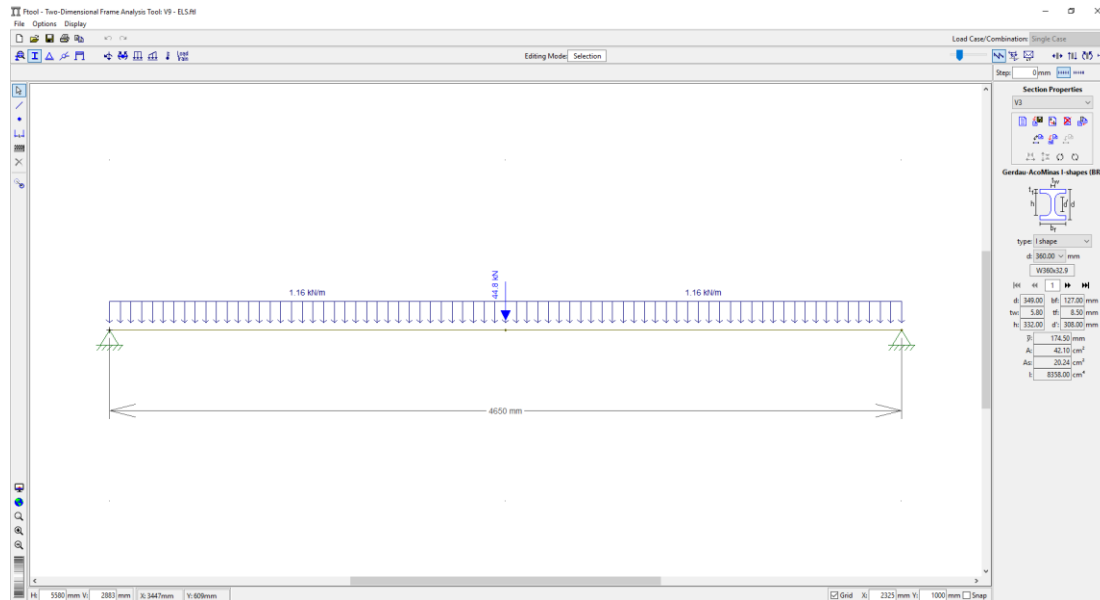 Ftool - Two-Dimensional Frame Analysis Tool: V9 - ELS.ftl
File Options Display
Load Case/Combination: Single Case
Editing Mode: Selection
Step: 0 mm
Section Properties
V3
Gerdau-AcoMinas I-shapes (BR
tw
tf
h d' d
bf
type: I shape
d: 360.00 mm
W360x32.9
1
d: 349.00 bf: 127.00 mm
tw: 5.80 tf: 8.50 mm
h: 332.00 d': 308.00 mm
ȳ: 174.50 mm
A: 42.10 cm²
As: 20.24 cm²
I: 8358.00 cm⁴
44.8 kN
1.16 kN/m 1.16 kN/m
4650 mm
H: 5580 mm V: 2883 mm X: 3447mm Y: 609mm Grid X: 2325 mm Y: 1000 mm Snap